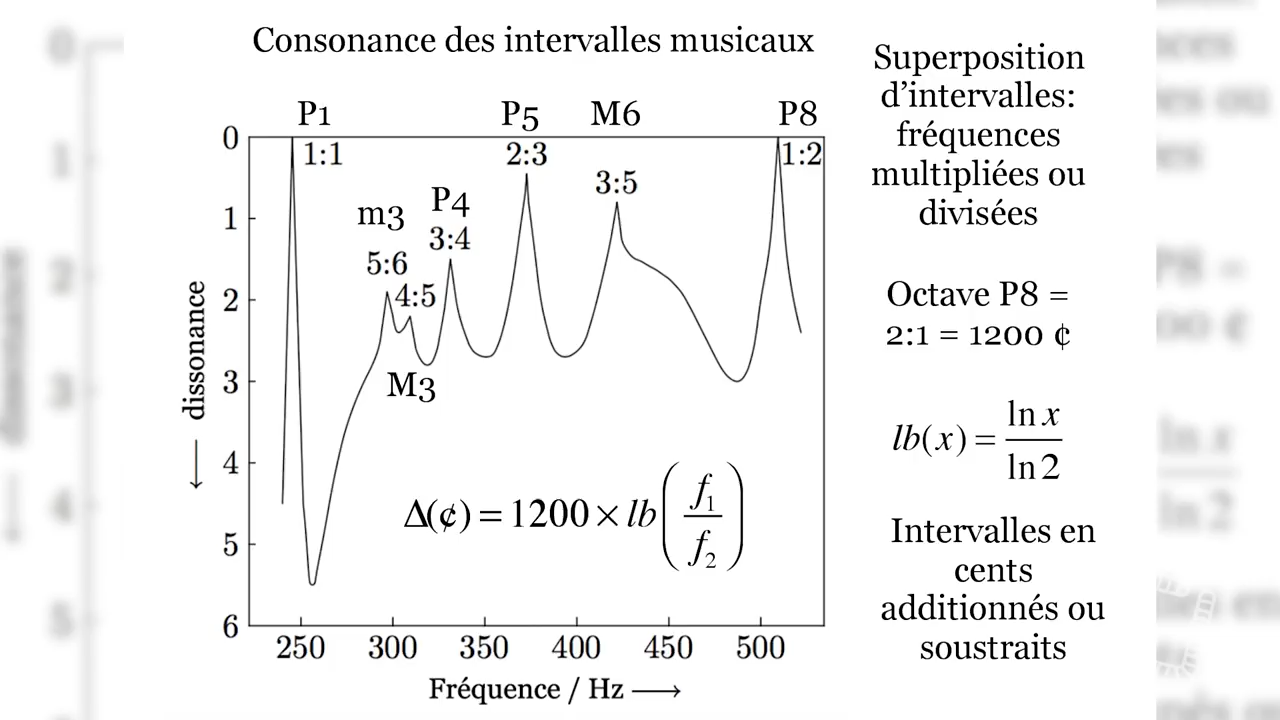 Consonance des intervalles musicaux
P1
P5
M6
P8
0
1:1
2:3
1:2
3:5
m3
P4
1
3:4
5:6
4:5
2
3
M3
4
5
6
← dissonance
Δ(¢) = 1200 × lb(f₁/f₂)
250 300 350 400 450 500
Fréquence / Hz →
Superposition
d’intervalles:
fréquences
multipliées ou
divisées
Octave P8 =
2:1 = 1200 ¢
lb(x) = ln x / ln 2
Intervalles en
cents
additionnés ou
soustraits